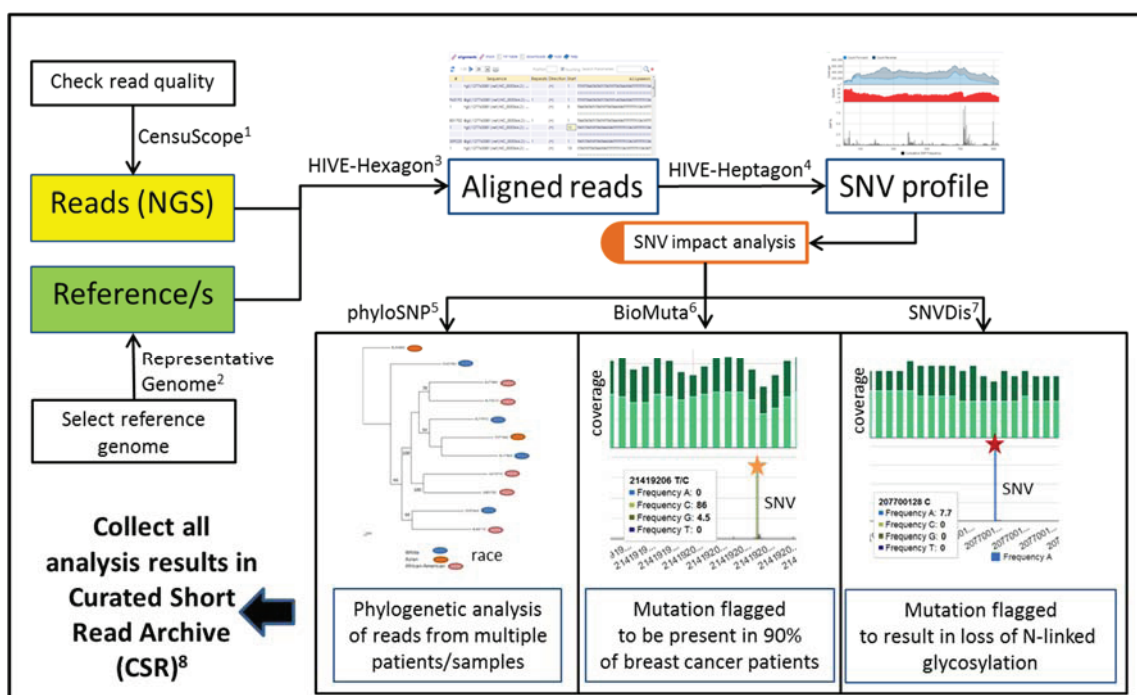 Check read quality
CensuScope1
Reads (NGS)
Reference/s
Representative
Genome2
Select reference
genome
HIVE-Hexagon3
Aligned reads
HIVE-Heptagon4
SNV profile
SNV impact analysis
phyloSNP5
BioMuta6
SNVDis7
race
White
Asian
African American
Phylogenetic analysis
of reads from multiple
patients/samples
coverage
21419206 T/C
Frequency A: 0
Frequency C: 86
Frequency G: 4.5
Frequency T: 0
SNV
Mutation flagged
to be present in 90%
of breast cancer patients
coverage
207700128 C
Frequency A: 7.7
Frequency C: 0
Frequency G: 0
Frequency T: 0
SNV
Frequency A
Mutation flagged
to result in loss of N-linked
glycosylation
Collect all
analysis results in
Curated Short
Read Archive
(CSR)8